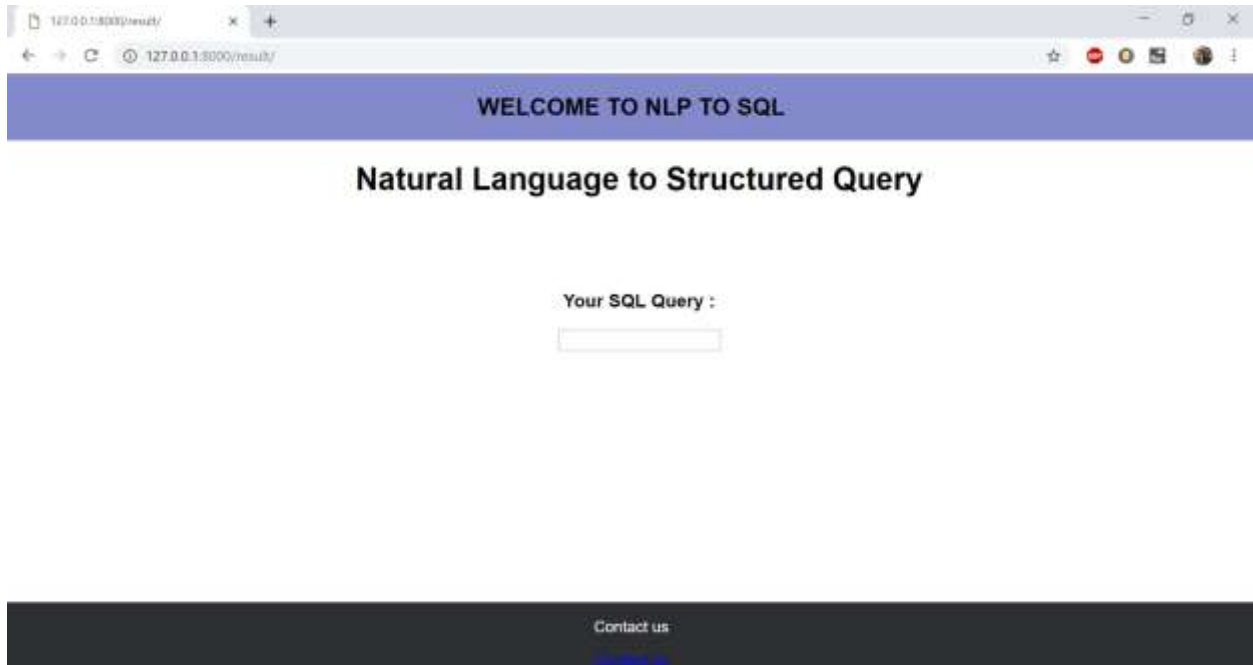 127.0.0.1:8000/result/
127.0.0.1:8000/result/
WELCOME TO NLP TO SQL
Natural Language to Structured Query
Your SQL Query :
Contact us